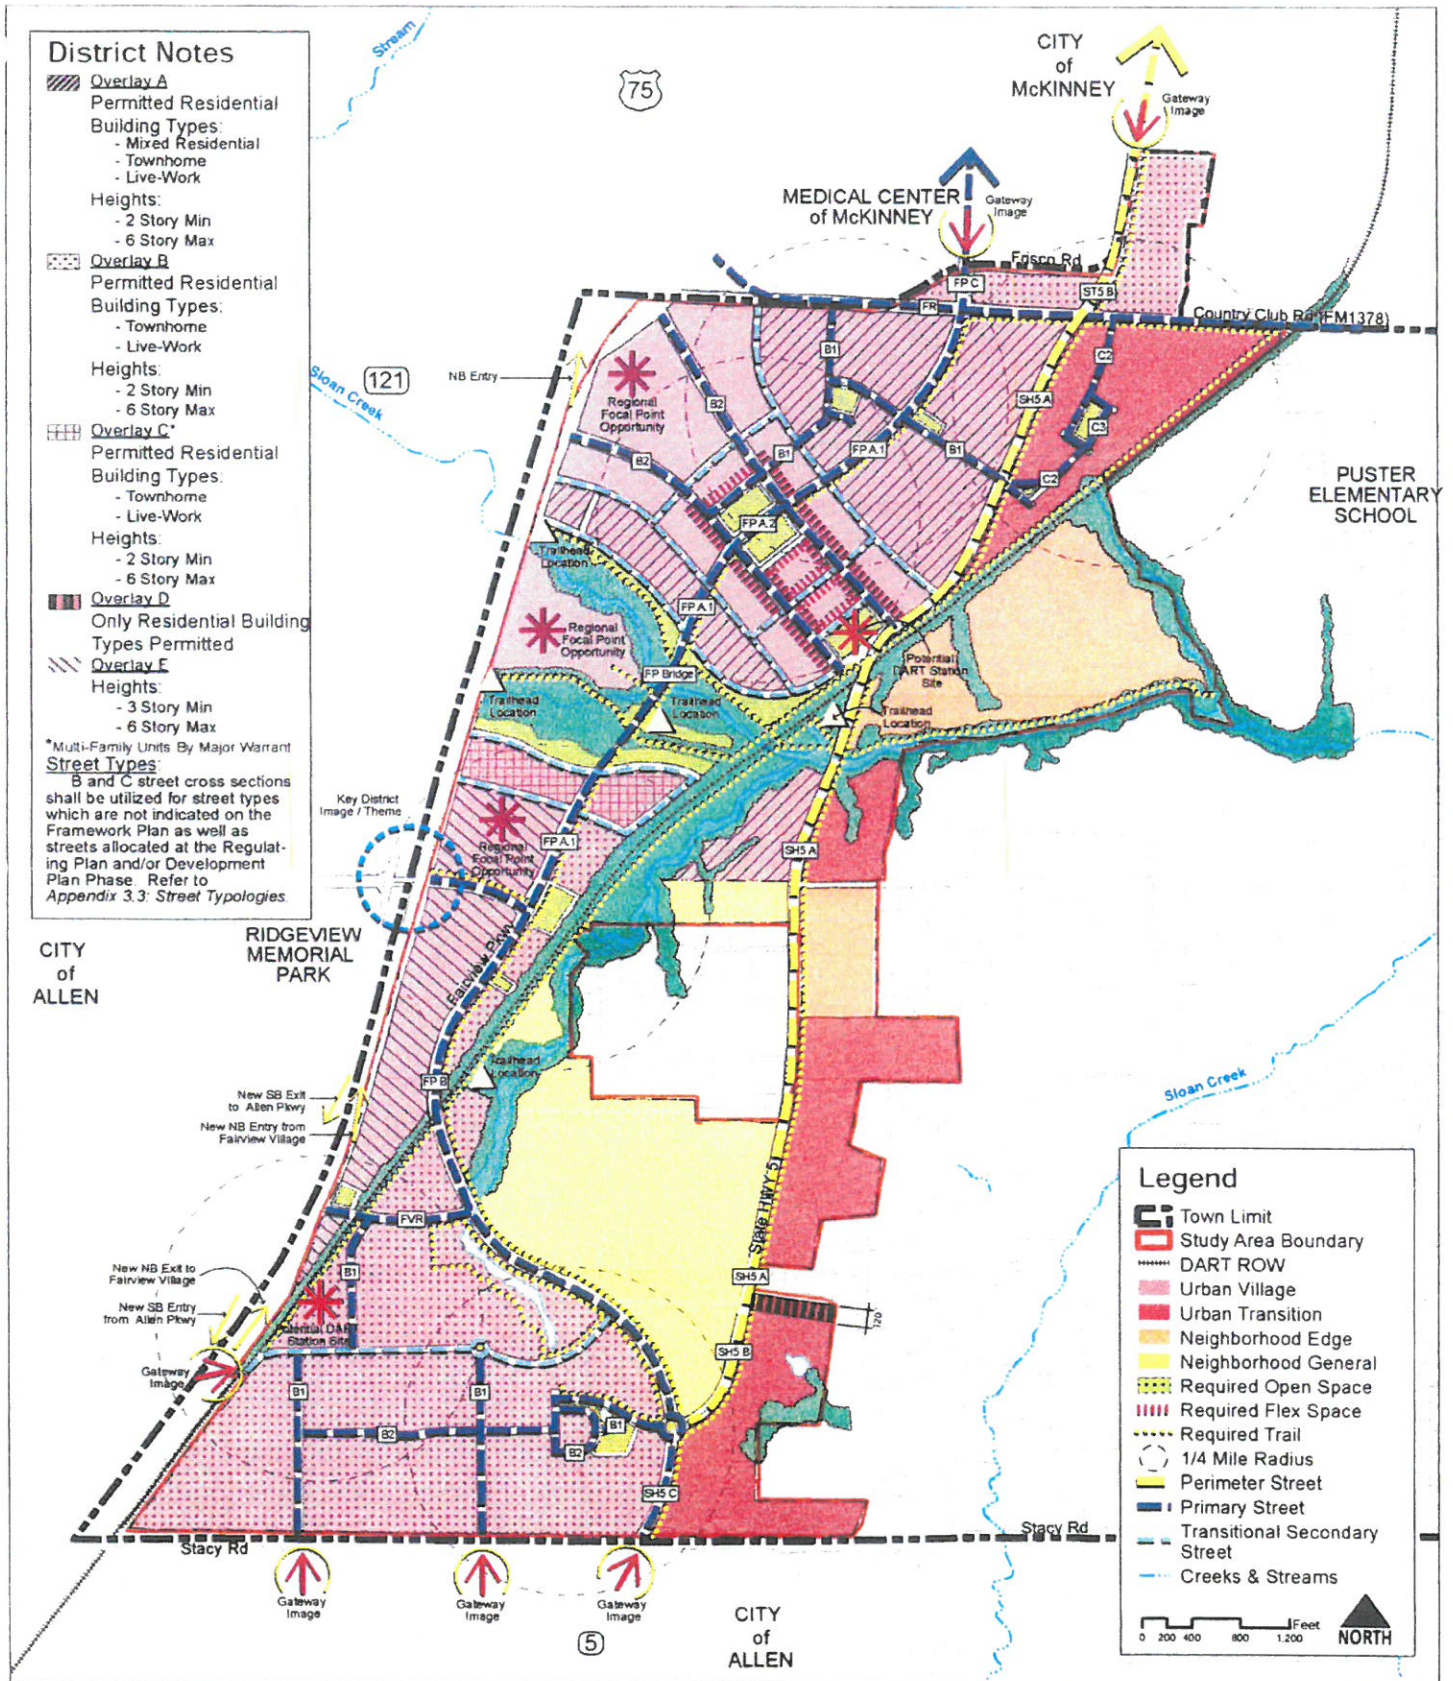 District Notes
Overlay A
Permitted Residential
Building Types:
- Mixed Residential
- Townhome
- Live-Work
Heights:
- 2 Story Min
- 6 Story Max
Overlay B
Permitted Residential
Building Types:
- Townhome
- Live-Work
Heights:
- 2 Story Min
- 6 Story Max
Overlay C*
Permitted Residential
Building Types:
- Townhome
- Live-Work
Heights:
- 2 Story Min
- 6 Story Max
Overlay D
Only Residential Building
Types Permitted
Overlay E
Heights:
- 3 Story Min
- 6 Story Max
*Multi-Family Units By Major Warrant
Street Types:
B and C street cross sections
shall be utilized for street types
which are not indicated on the
Framework Plan as well as
streets allocated at the Regulat-
ing Plan and/or Development
Plan Phase. Refer to
Appendix 3.3: Street Typologies.
Stream
75
CITY
of
McKINNEY
Gateway
Image
MEDICAL CENTER
of McKINNEY
Gateway
Image
Frisco Rd
FP C
ST5 B
FR
Country Club Rd (FM1378)
121
Sloan Creek
NB Entry
Regional
Focal Point
Opportunity
B1
B2
C2
SH5 A
C3
B2
B1
FP A.1
B1
C2
PUSTER
ELEMENTARY
SCHOOL
FP A.2
Trailhead
Location
FP A.1
Regional
Focal Point
Opportunity
FP Bridge
Potential
DART Station
Site
Trailhead
Location
Trailhead
Location
Trailhead
Location
Key District
Image / Theme
Regional
Focal Point
Opportunity
FP A.1
SH5 A
CITY
of
ALLEN
RIDGEVIEW
MEMORIAL
PARK
(Fairview Pkwy)
Trailhead
Location
FP B
New SB Exit
to Allen Pkwy
New NB Entry from
Fairview Village
Sloan Creek
State HWY 5
FVR
B1
New NB Exit to
Fairview Village
New SB Entry
from Allen Pkwy
Potential DART
Station Site
SH5 A
120
SH5 B
Gateway
Image
B1
B1
B2
B1
B2
SH5 C
Stacy Rd
Stacy Rd
Gateway
Image
Gateway
Image
Gateway
Image
5
CITY
of
ALLEN
Legend
Town Limit
Study Area Boundary
DART ROW
Urban Village
Urban Transition
Neighborhood Edge
Neighborhood General
Required Open Space
Required Flex Space
Required Trail
1/4 Mile Radius
Perimeter Street
Primary Street
Transitional Secondary
Street
Creeks & Streams
Feet
0 200 400 800 1,200
NORTH